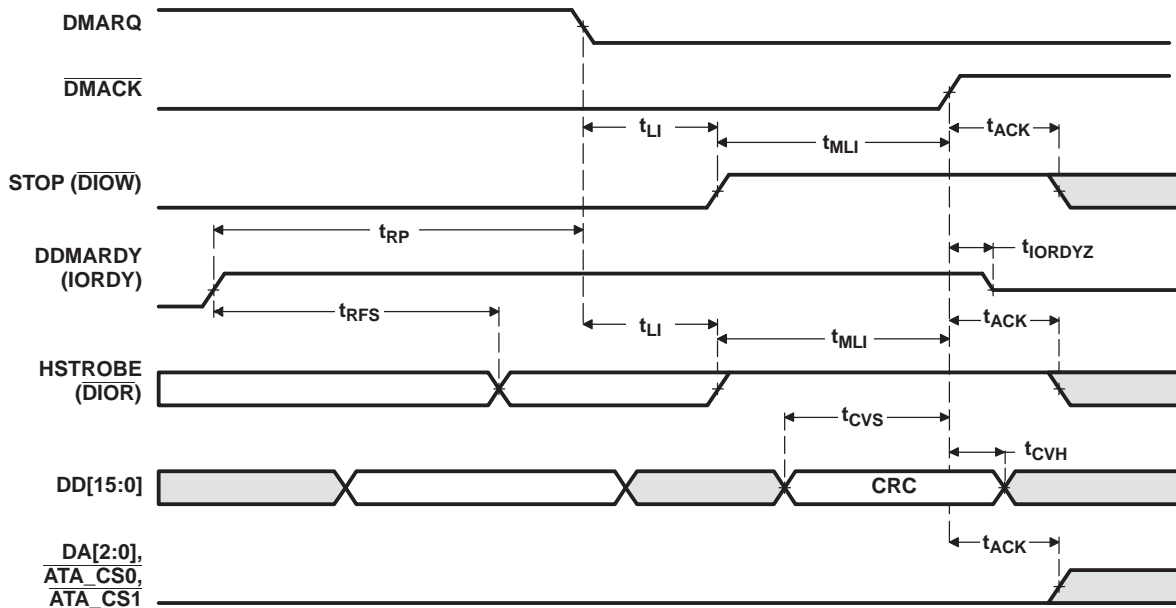 DMARQ
DMACK
tLI
tMLI
tACK
STOP (DIOW)
tRP
DDMARDY
(IORDY)
tIORDYZ
tRFS
tLI
tMLI
tACK
HSTROBE
(DIOR)
tCVS
tCVH
DD[15:0]
CRC
DA[2:0],
ATA_CS0,
ATA_CS1
tACK